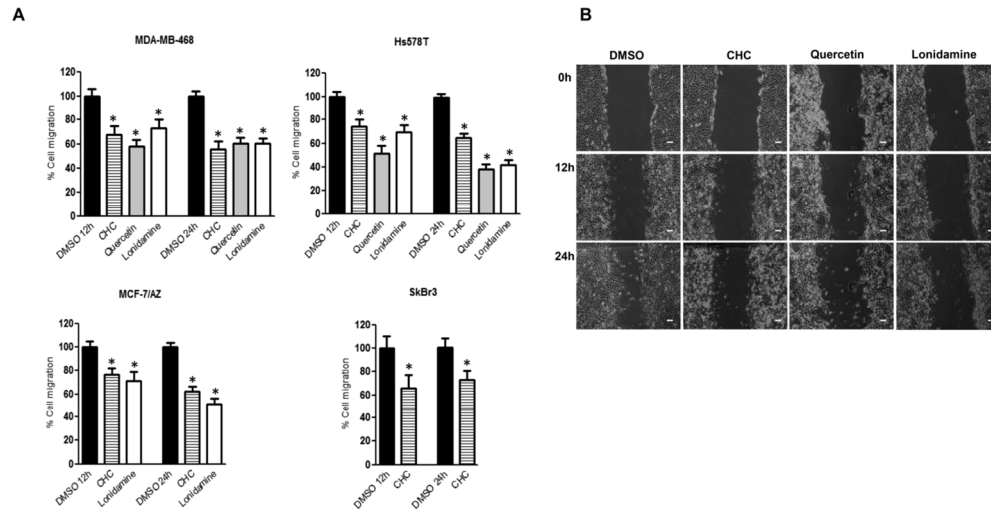 A
MDA-MB-468
120
100
80
60
40
20
0
% Cell migration
* * * * * *
DMSO 12h CHC Quercetin Lonidamine DMSO 24h CHC Quercetin Lonidamine
Hs578T
120
100
80
60
40
20
0
% Cell migration
* * * * * *
DMSO 12h CHC Quercetin Lonidamine DMSO 24h CHC Quercetin Lonidamine
MCF-7/AZ
120
100
80
60
40
20
0
% Cell migration
* * * *
DMSO 12h CHC Lonidamine DMSO 24h CHC Lonidamine
SkBr3
120
100
80
60
40
20
0
% Cell migration
* *
DMSO 12h CHC DMSO 24h CHC
B
DMSO CHC Quercetin Lonidamine
0h
12h
24h